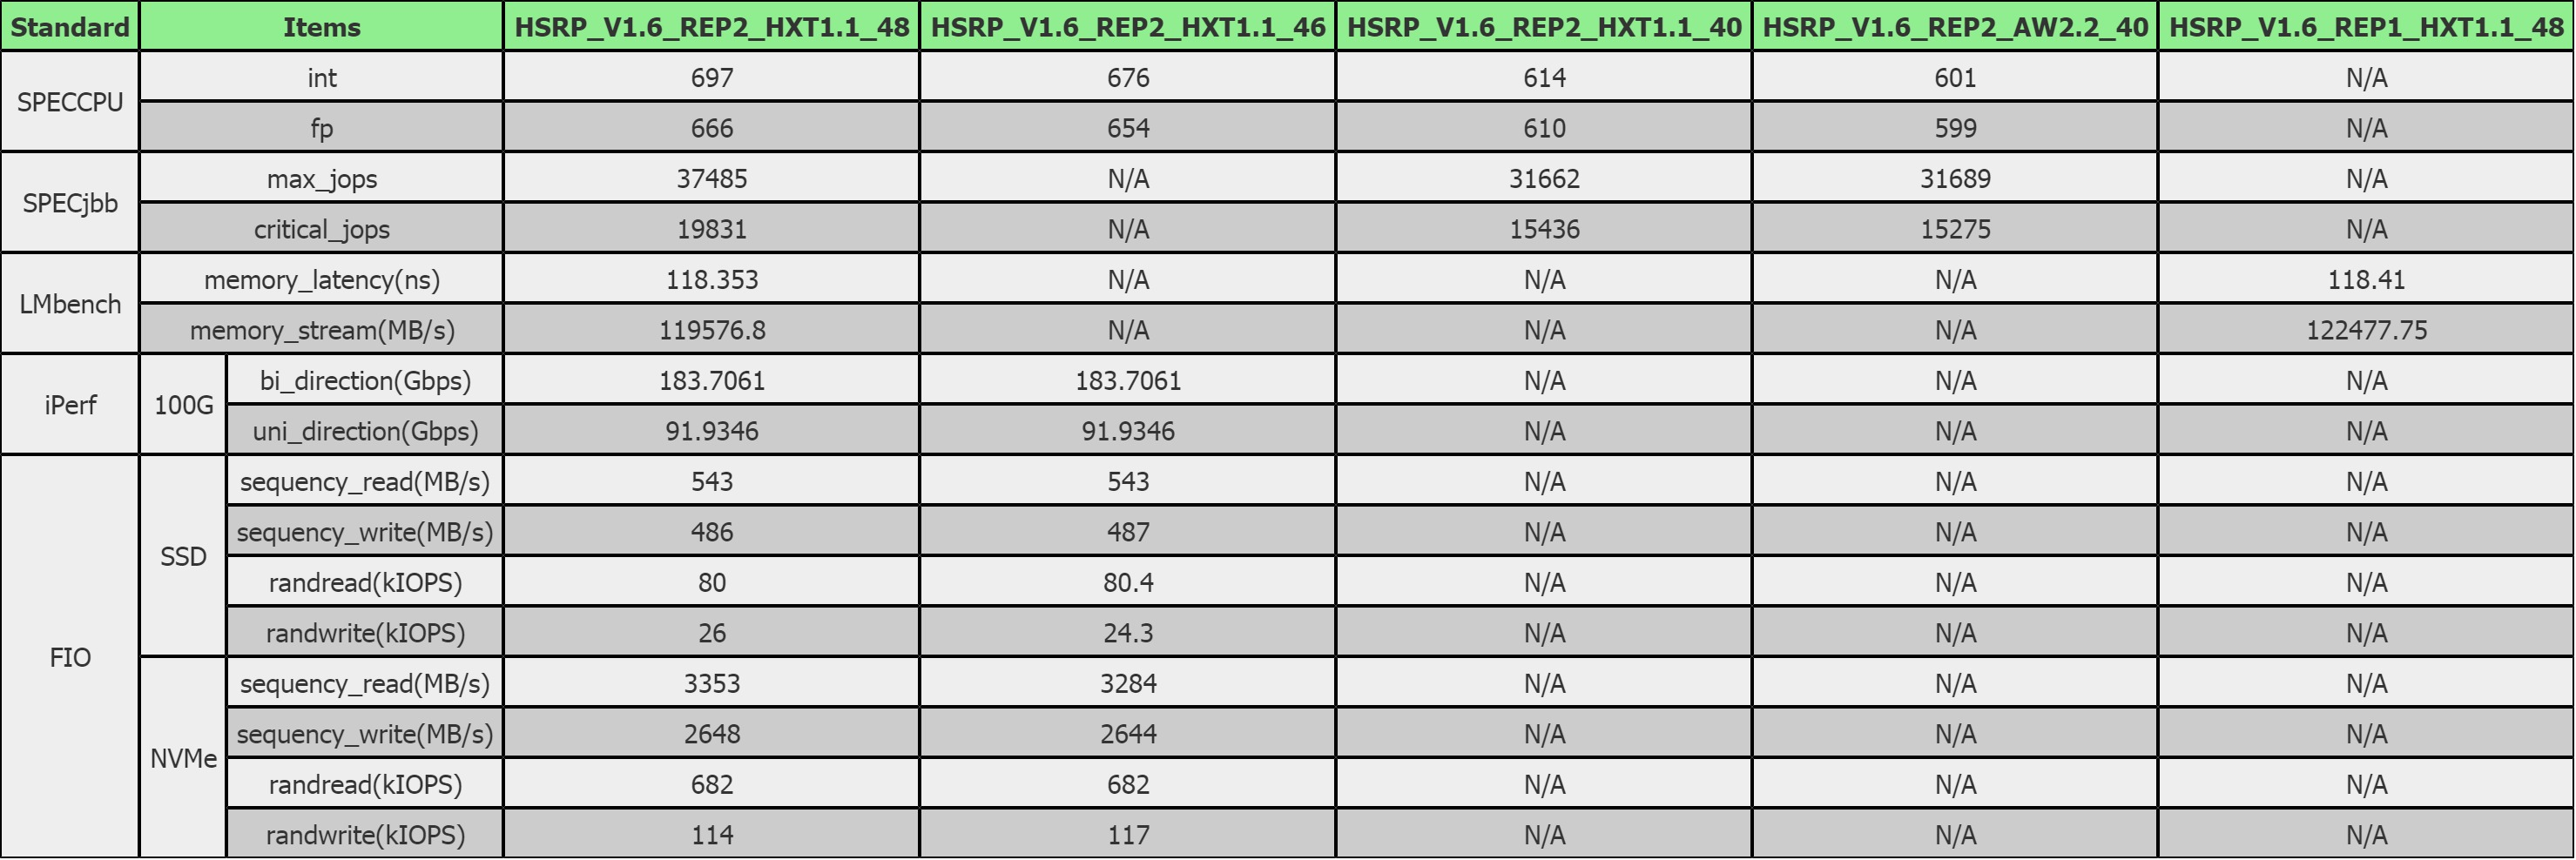 Standard Items HSRP_V1.6_REP2_HXT1.1_48 HSRP_V1.6_REP2_HXT1.1_46 HSRP_V1.6_REP2_HXT1.1_40 HSRP_V1.6_REP2_AW2.2_40 HSRP_V1.6_REP1_HXT1.1_48
SPECCPU int 697 676 614 601 N/A
fp 666 654 610 599 N/A
SPECjbb max_jops 37485 N/A 31662 31689 N/A
critical_jops 19831 N/A 15436 15275 N/A
LMbench memory_latency(ns) 118.353 N/A N/A N/A 118.41
memory_stream(MB/s) 119576.8 N/A N/A N/A 122477.75
iPerf 100G bi_direction(Gbps) 183.7061 183.7061 N/A N/A N/A
uni_direction(Gbps) 91.9346 91.9346 N/A N/A N/A
FIO SSD sequency_read(MB/s) 543 543 N/A N/A N/A
sequency_write(MB/s) 486 487 N/A N/A N/A
randread(kIOPS) 80 80.4 N/A N/A N/A
randwrite(kIOPS) 26 24.3 N/A N/A N/A
NVMe sequency_read(MB/s) 3353 3284 N/A N/A N/A
sequency_write(MB/s) 2648 2644 N/A N/A N/A
randread(kIOPS) 682 682 N/A N/A N/A
randwrite(kIOPS) 114 117 N/A N/A N/A